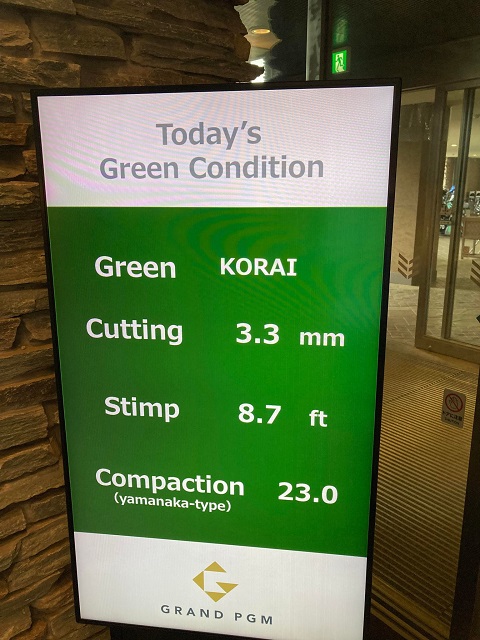 Today's
Green Condition
Green KORAI
Cutting 3.3 mm
Stimp 8.7 ft
Compaction 23.0
(yamanaka-type)
GRAND PGM